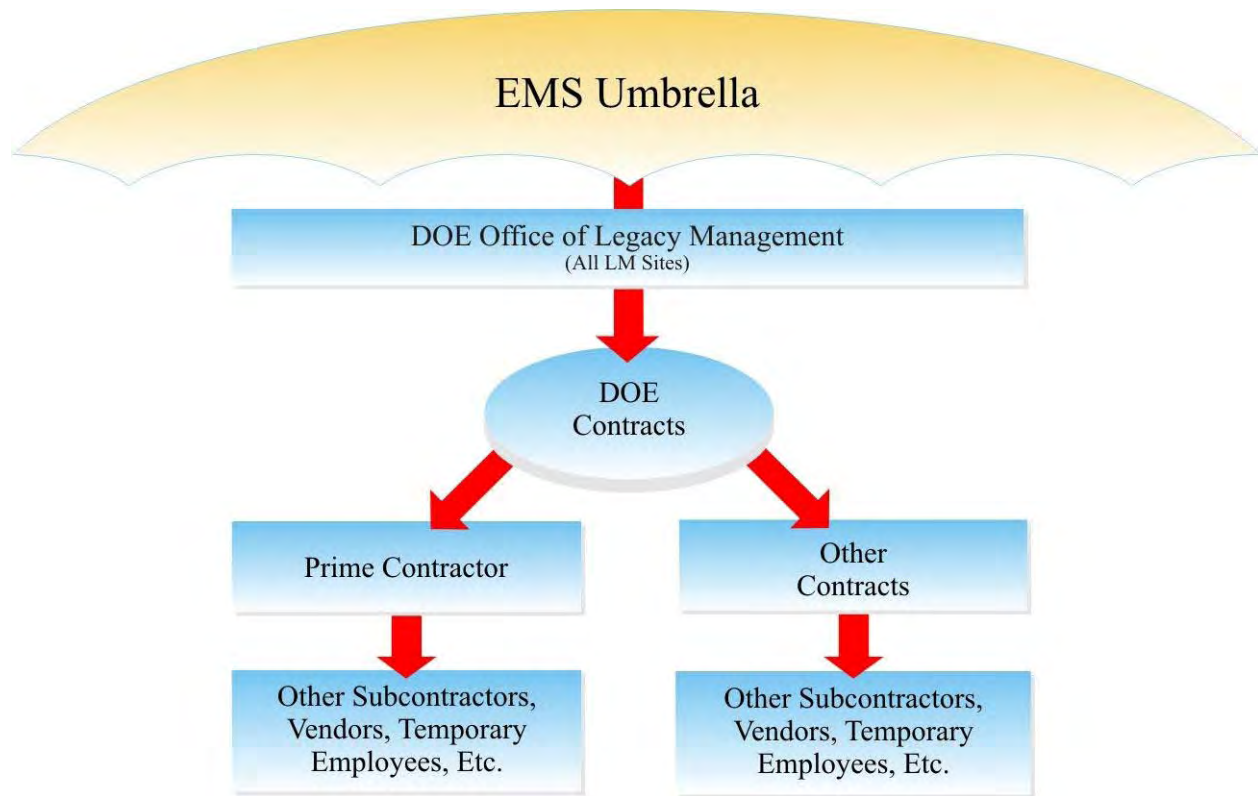 EMS Umbrella
DOE Office of Legacy Management
(All LM Sites)
DOE
Contracts
Prime Contractor
Other
Contracts
Other Subcontractors,
Vendors, Temporary
Employees, Etc.
Other Subcontractors,
Vendors, Temporary
Employees, Etc.